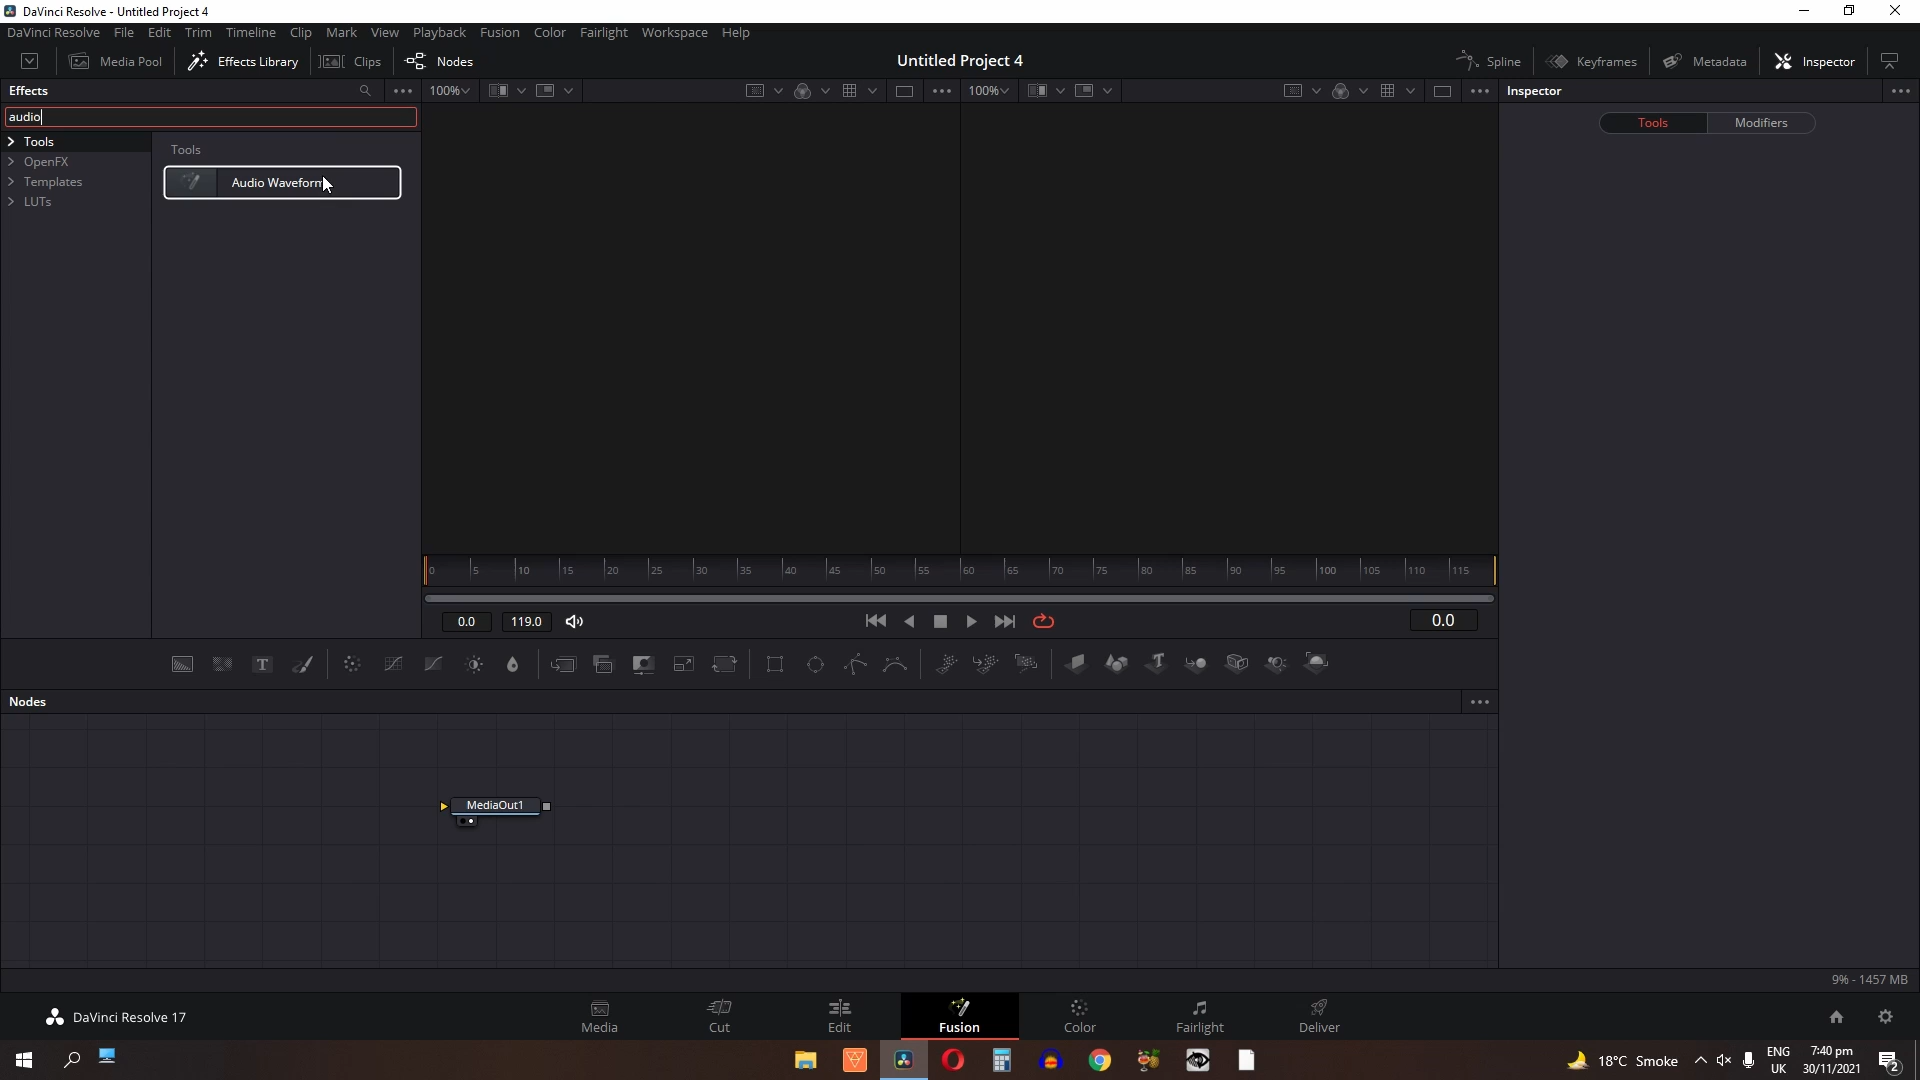 DaVinci Resolve - Untitled Project 4
DaVinci Resolve File Edit Trim Timeline Clip Mark View Playback Fusion Color Fairlight Workspace Help
Media Pool Effects Library Clips Nodes Untitled Project 4 Spline Keyframes Metadata Inspector
Effects 100% 100% Inspector
audio
Tools Modifiers
Tools
OpenFX
Templates
LUTs
Tools
Audio Waveform
0 5 10 15 20 25 30 35 40 45 50 55 60 65 70 75 80 85 90 95 100 105 110 115
0.0 119.0 0.0
Nodes
MediaOut1
9% - 1457 MB
DaVinci Resolve 17
Media Cut Edit Fusion Color Fairlight Deliver
18°C Smoke
ENG
UK
7:40 pm
30/11/2021
2